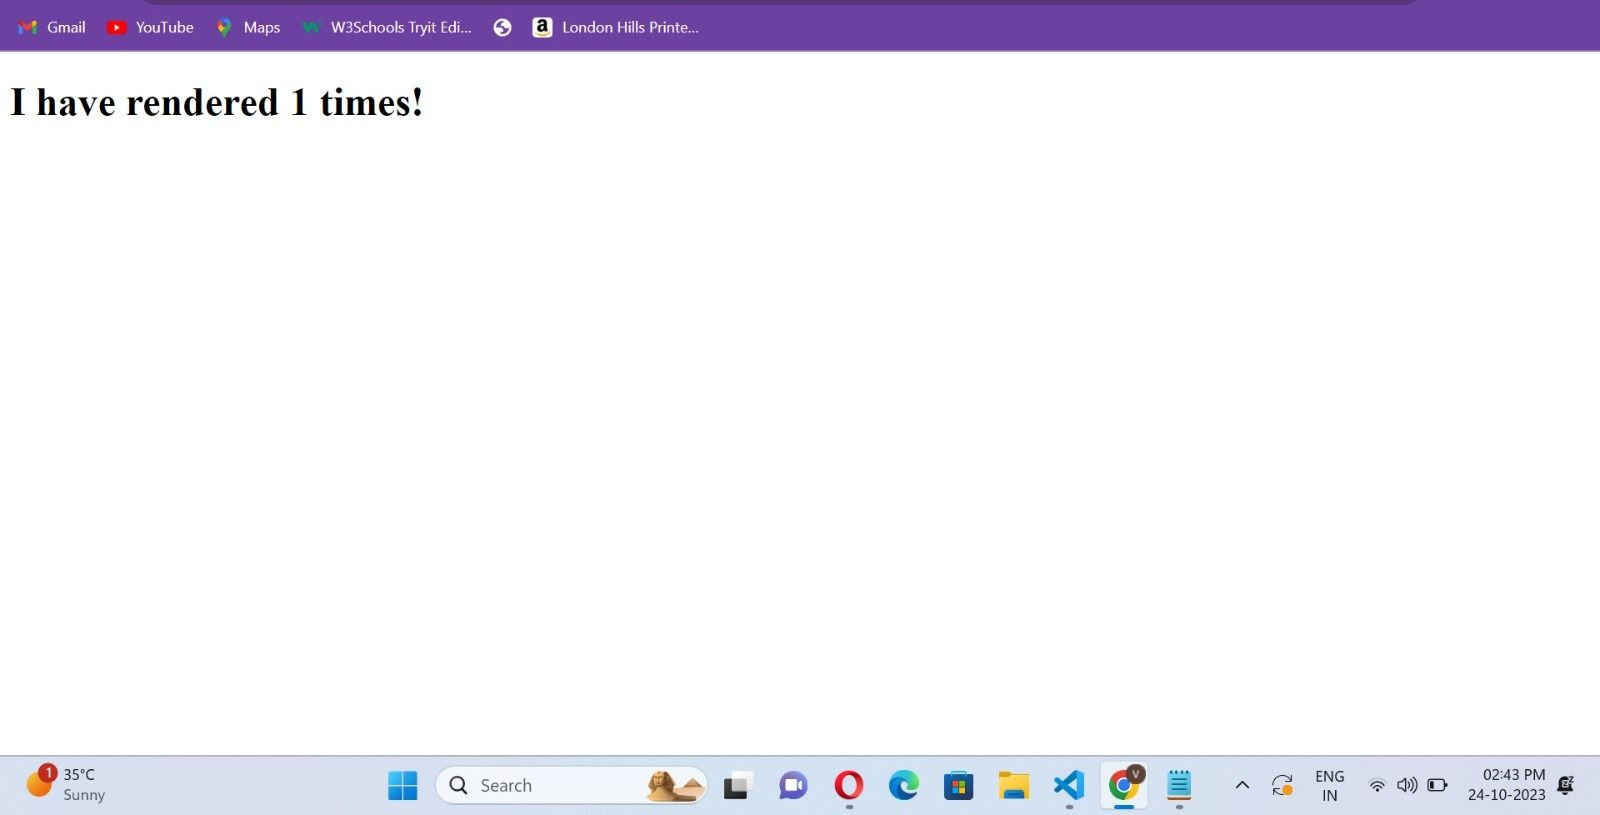 Gmail YouTube Maps W3Schools Tryit Edi... London Hills Printe...
I have rendered 1 times!
1 35°C Search V ENG 02:43 PM
Sunny IN 24-10-2023